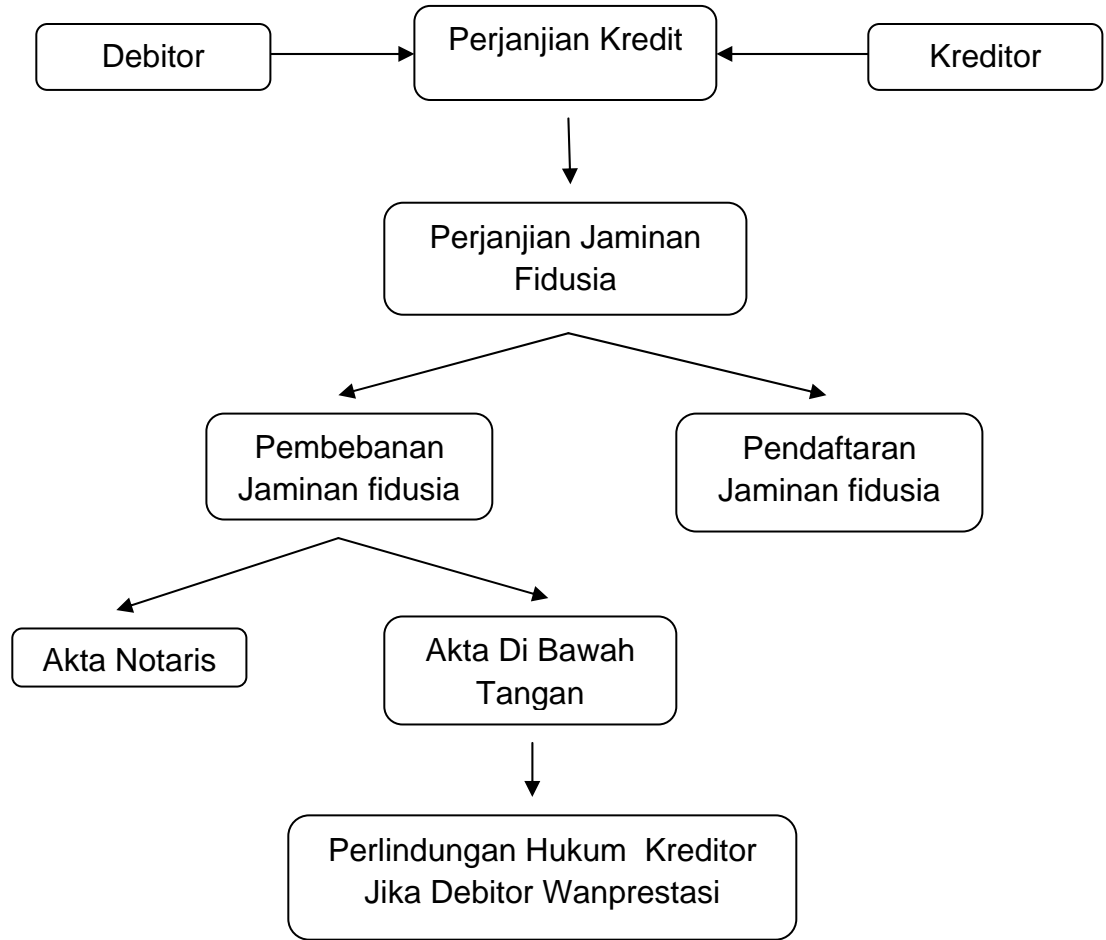 Debitor
Perjanjian Kredit
Kreditor
Perjanjian Jaminan
Fidusia
Pembebanan
Jaminan fidusia
Pendaftaran
Jaminan fidusia
Akta Notaris
Akta Di Bawah
Tangan
Perlindungan Hukum  Kreditor
Jika Debitor Wanprestasi